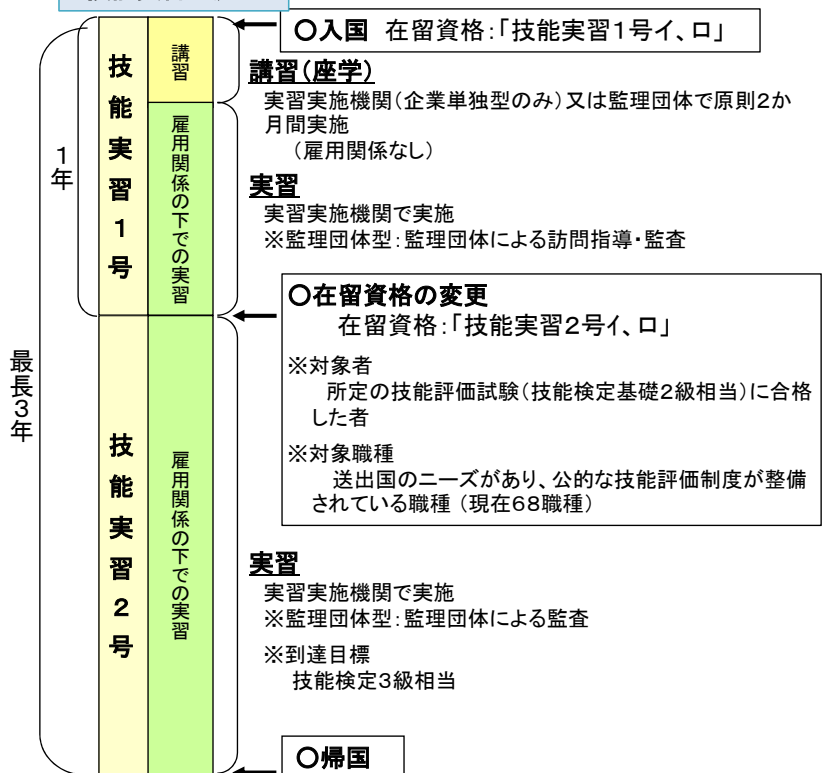 ○入国 在留資格:「技能実習1号イ、ロ」
最長3年
1年
技能実習1号
講習
雇用関係の下での実習
講習(座学)
実習実施機関(企業単独型のみ)又は監理団体で原則2か
月間実施
(雇用関係なし)
実習
実習実施機関で実施
※監理団体型:監理団体による訪問指導・監査
○在留資格の変更
在留資格:「技能実習2号イ、ロ」
※対象者
所定の技能評価試験(技能検定基礎2級相当)に合格
した者
※対象職種
送出国のニーズがあり、公的な技能評価制度が整備
されている職種 (現在68職種)
技能実習2号
雇用関係の下での実習
実習
実習実施機関で実施
※監理団体型:監理団体による監査
※到達目標
技能検定3級相当
○帰国